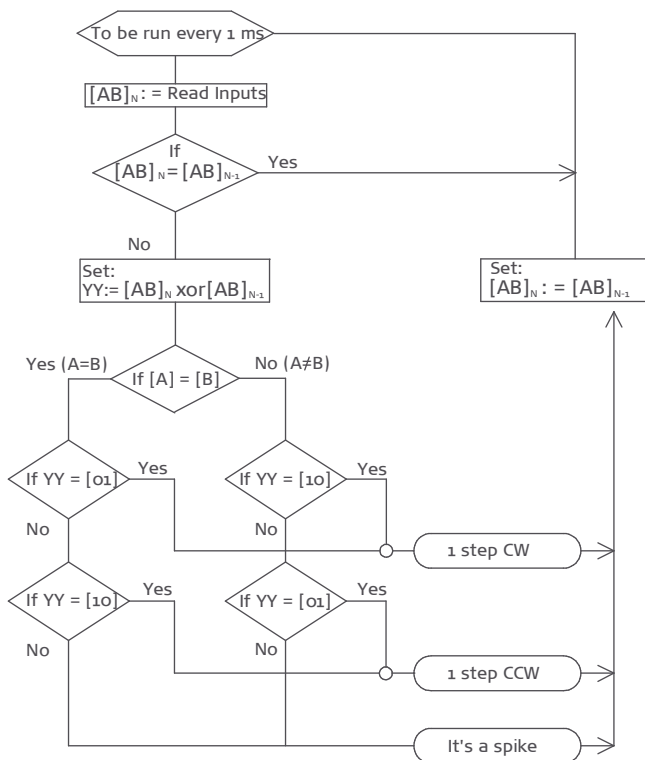 To be run every 1 ms
[AB]N : = Read Inputs
If
[AB]N = [AB]N-1
Yes
No
Set:
YY:= [AB]N xor[AB]N-1
Set:
[AB]N : = [AB]N-1
Yes (A=B)
If [A] = [B]
No (A≠B)
If YY = [01]
Yes
If YY = [10]
Yes
No
No
1 step CW
If YY = [10]
Yes
If YY = [01]
Yes
No
No
1 step CCW
It's a spike